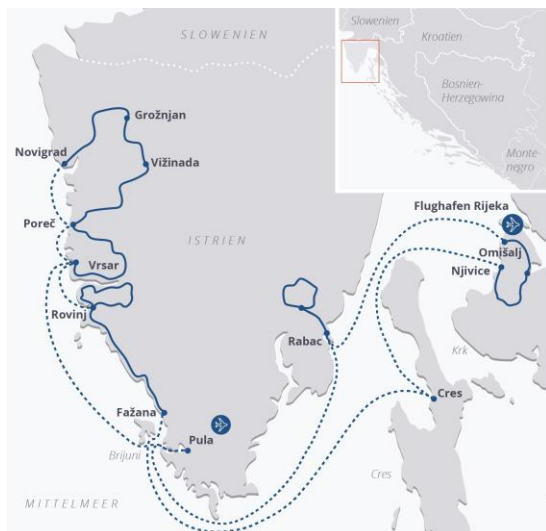 SLOWENIEN
Slowenien
Kroatien
Bosnien-
Herzegowina
Monte-
negro
Grožnjan
Novigrad
Vižinada
Flughafen Rijeka
Poreč
ISTRIEN
Omišalj
Vrsar
Njivice
Rovinj
Rabac
Krk
Cres
Fažana
Pula
Brijuni
Cres
MITTELMEER